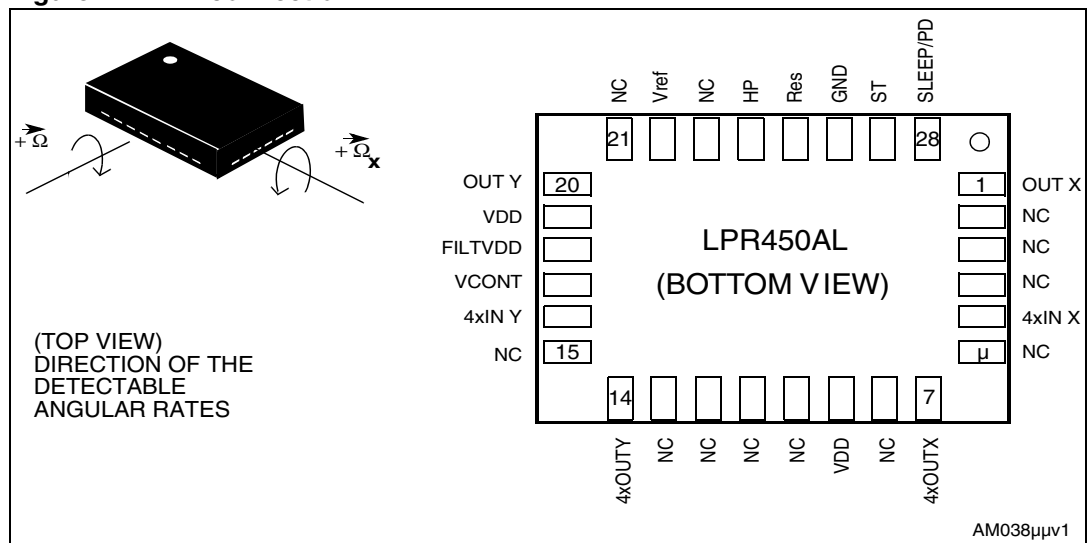 + Ω
+ Ωx
(TOP VIEW)
DIRECTION OF THE
DETECTABLE
ANGULAR RATES
NC
Vref
NC
HP
Res
GND
ST
SLEEP/PD
21
28
OUT Y
20
1
OUT X
VDD
NC
FILTVDD
NC
VCONT
NC
4xIN Y
4xIN X
NC
15
µ
NC
LPR450AL
(BOTTOM VIEW)
14
7
4xOUTY
NC
NC
NC
NC
VDD
NC
4xOUTX
AM038µµv1